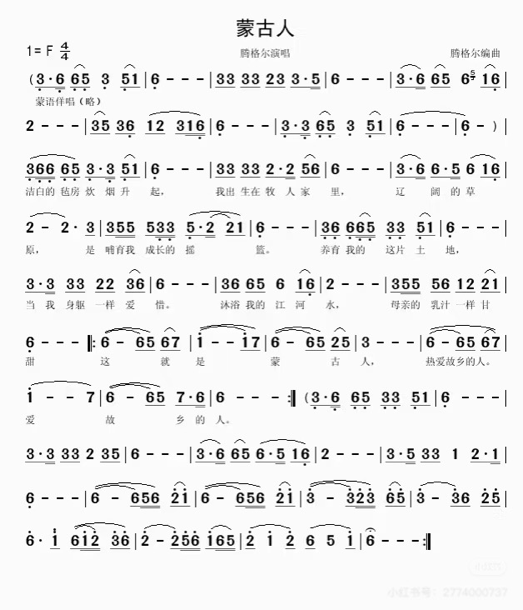 蒙古人
1=F 4/4 腾格尔演唱 腾格尔编曲
(3·6 65 3 51|6 - - -|33 33 23 3·5|6 - - -|3·6 65 6 5 16|
蒙语伴唱(略)
2 - - -|35 36 12 316|6 - - -|3·3 65 3 51|6 - - -|6 - )|
366 65 3·3 51|6 - - -|33 33 2·2 56|6 - - -|3·6 6·5 6 16|
洁白的 毡房 炊 烟 升 起, 我出 生在 牧 人 家 里, 辽 阔 的 草
2 - 2· 3|355 533 5·2 21|6 - - -|36 665 33 51|6 - - -|
原, 是 哺育我 成长的 摇 篮。 养育 我的 这片 土 地,
3·3 33 22 36|6 - - -|36 65 6 16|2 - - -|355 56 12 21|
当 我 身躯 一样 爱 惜。 沐浴 我的 江 河 水, 母亲的 乳汁 一样 甘
6 - - -‖:6 - 65 67|1 - - 17|6 - 65 25|3 - - -|6 - 65 67|
甜 这 就 是 蒙 古 人, 热爱故乡的人。
1 - - 7|6 - 65 7·6|6 - - -:‖(3·6 65 33 51|6 - - -|
爱 故 乡 的 人。
3·3 33 2 35|6 - - -|3·6 65 6·5 16|2 - - -|3·5 33 1 2·1|
6 - - -|6 - 656 21|6 - 656 21|3 - 323 65|3 - 36 25|
6· 1 612 36|2 - 256 165|2 1 2 6 5 1|6 - - -:‖
小红书号:2774000737